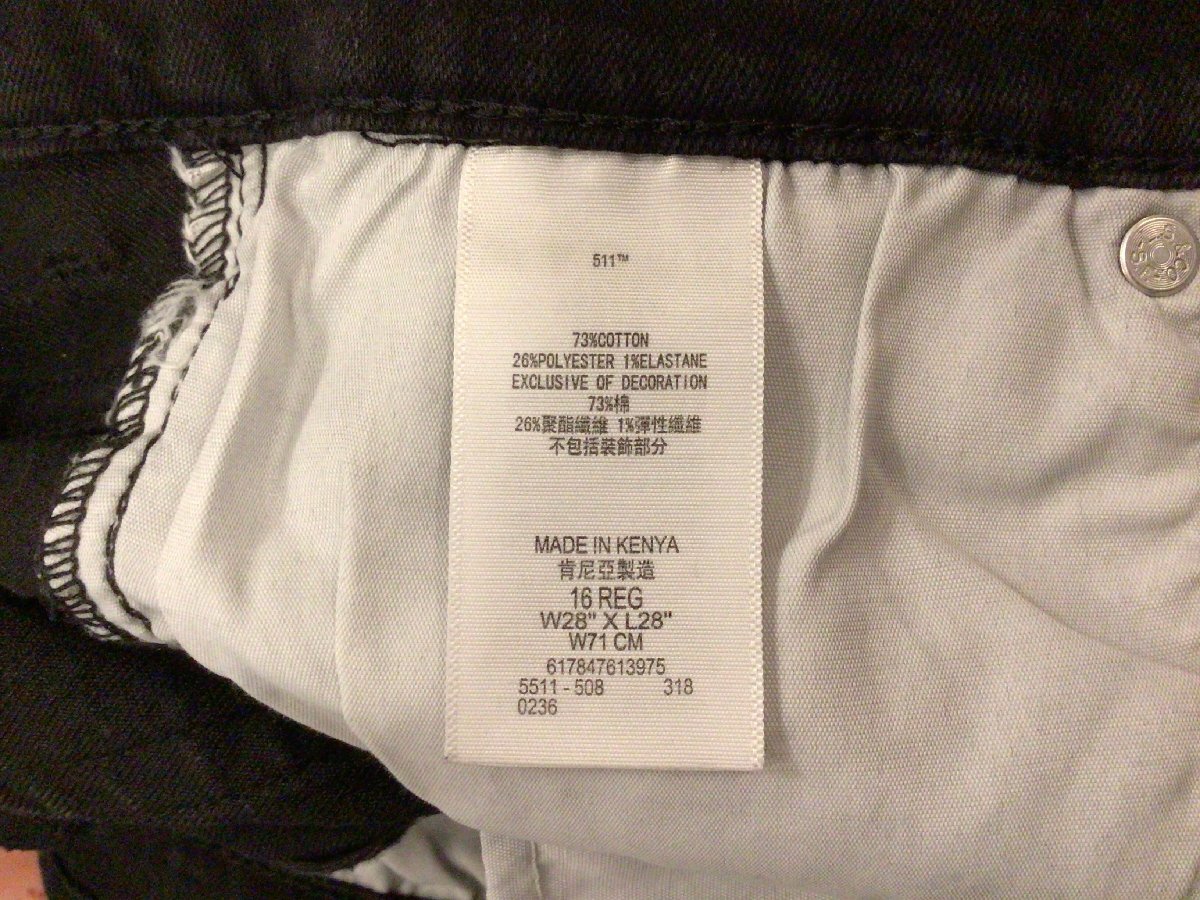 511™
73%COTTON
26%POLYESTER 1%ELASTANE
EXCLUSIVE OF DECORATION
73%棉
26%聚酯纖維 1%彈性纖維
不包括裝飾部分
MADE IN KENYA
肯尼亞製造
16 REG
W28" X L28"
W71 CM
617847613975
5511 - 508 318
0236